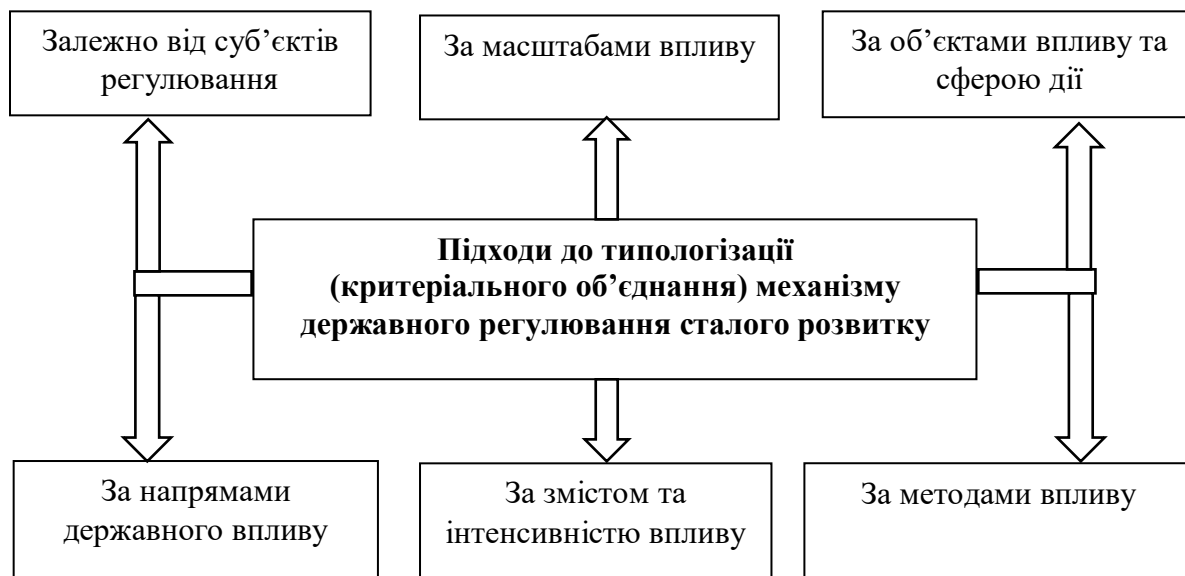 Залежно від суб’єктів
регулювання
За масштабами впливу
За об’єктами впливу та
сферою дії
Підходи до типологізації
(критеріального об’єднання) механізму
державного регулювання сталого розвитку
За напрямами
державного впливу
За змістом та
інтенсивністю впливу
За методами впливу